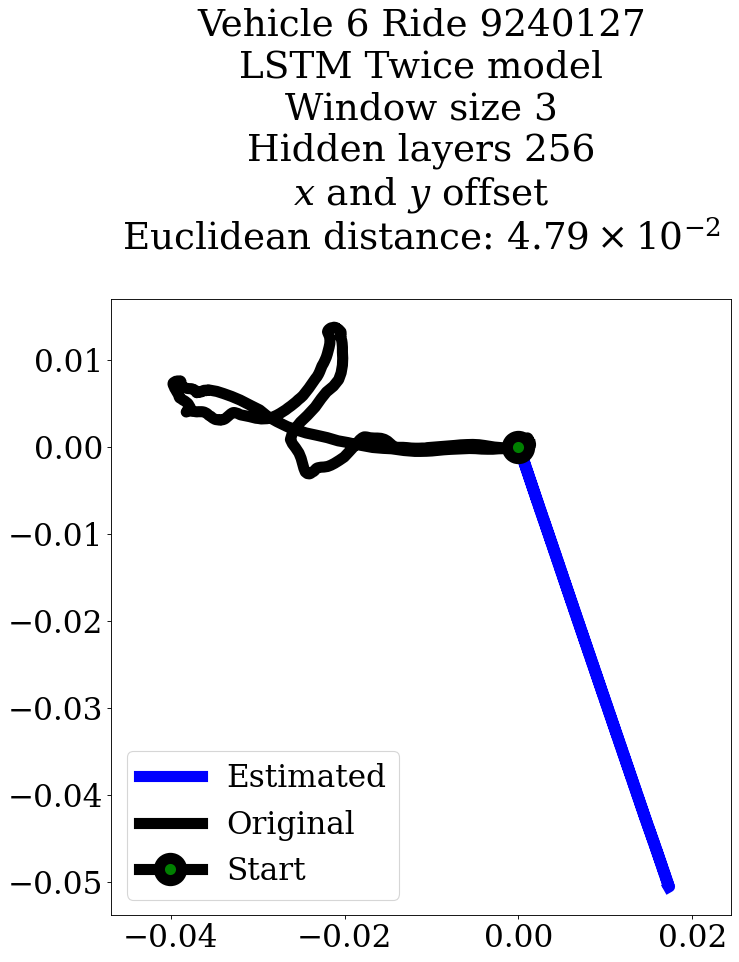 Vehicle 6 Ride 9240127
LSTM Twice model
Window size 3
Hidden layers 256
x and y offset
Euclidean distance: 4.79 × 10⁻²
0.01
0.00
−0.01
−0.02
−0.03
−0.04
−0.05
Estimated
Original
Start
−0.04 −0.02 0.00 0.02